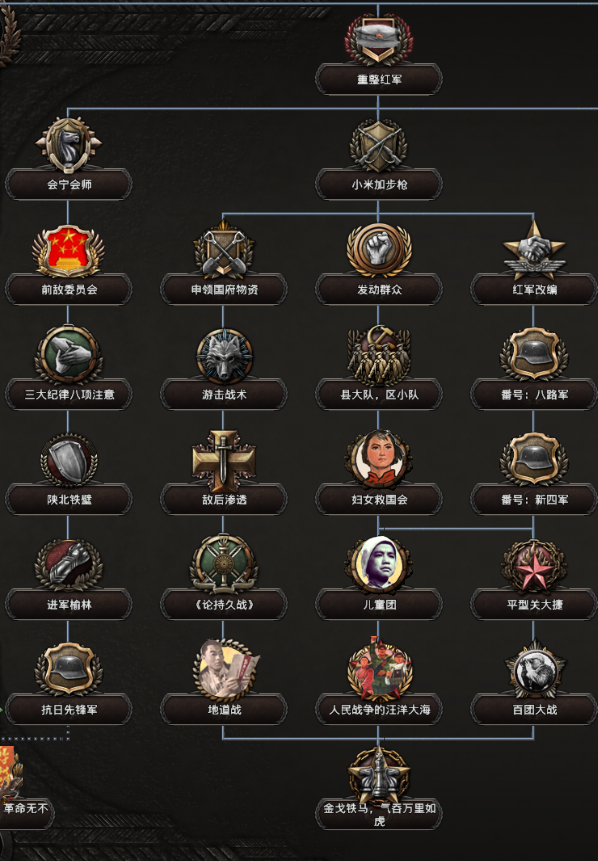 重整红军
会宁会师
小米加步枪
前敌委员会
申领国府物资
发动群众
红军改编
三大纪律八项注意
游击战术
县大队，区小队
番号：八路军
陕北铁壁
敌后渗透
妇女救国会
番号：新四军
进军榆林
《论持久战》
儿童团
平型关大捷
抗日先锋军
地道战
人民战争的汪洋大海
百团大战
革命无不
金戈铁马，气吞万里如
虎